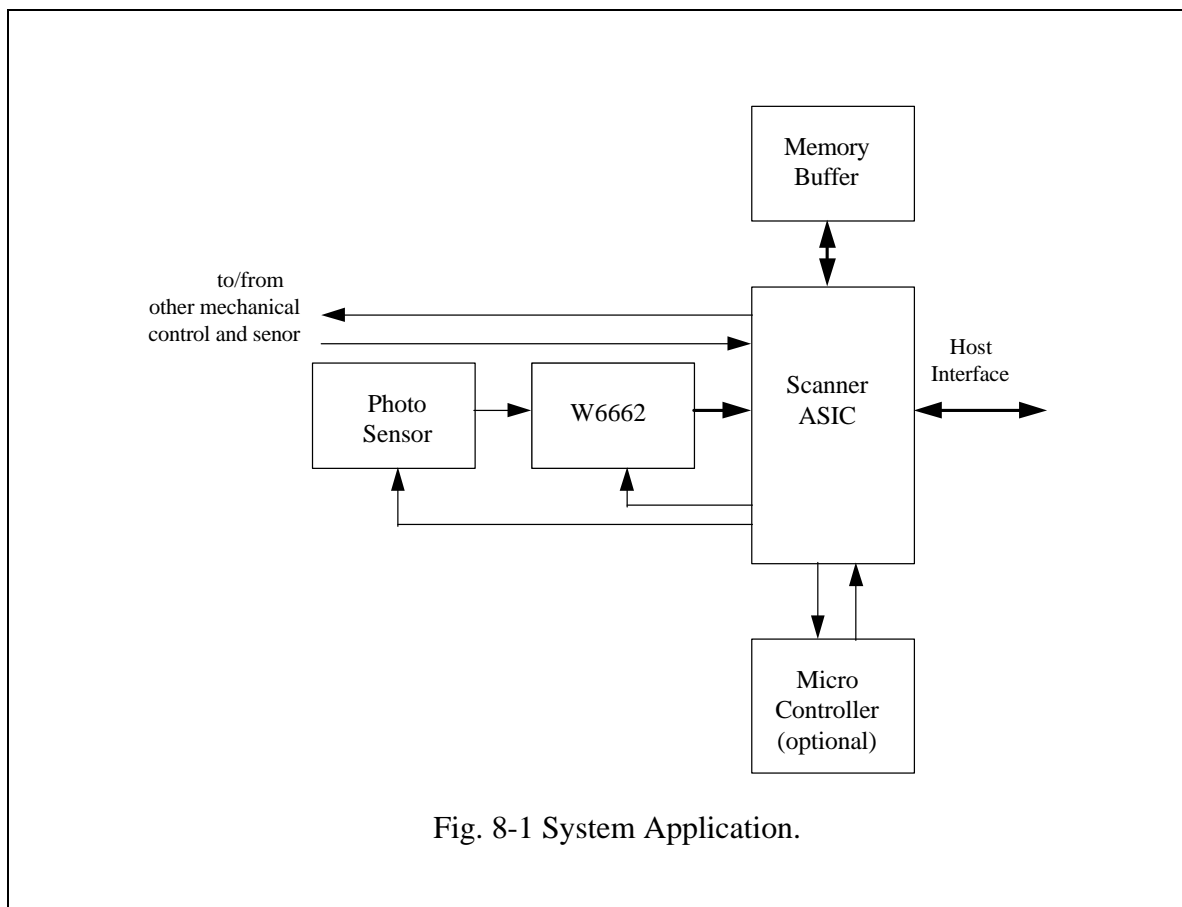 Memory
Buffer
to/from
other mechanical
control and senor
Host
Interface
Photo
Sensor
W6662
Scanner
ASIC
Micro
Controller
(optional)
Fig. 8-1 System Application.